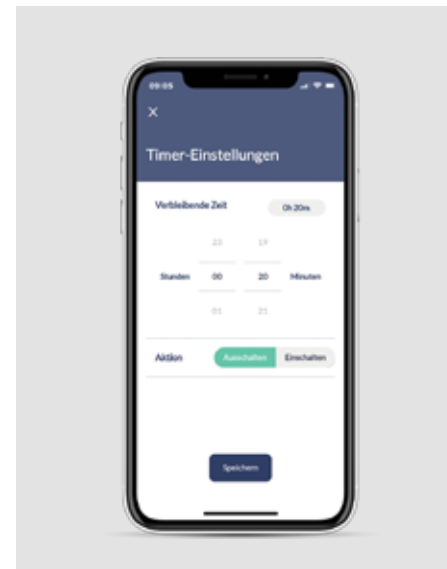 09:05
Timer-Einstellungen
Verbleibende Zeit 0h 20m
23 19
Stunden 00 20 Minuten
01 21
Aktion Ausschalten Einschalten
Speichern